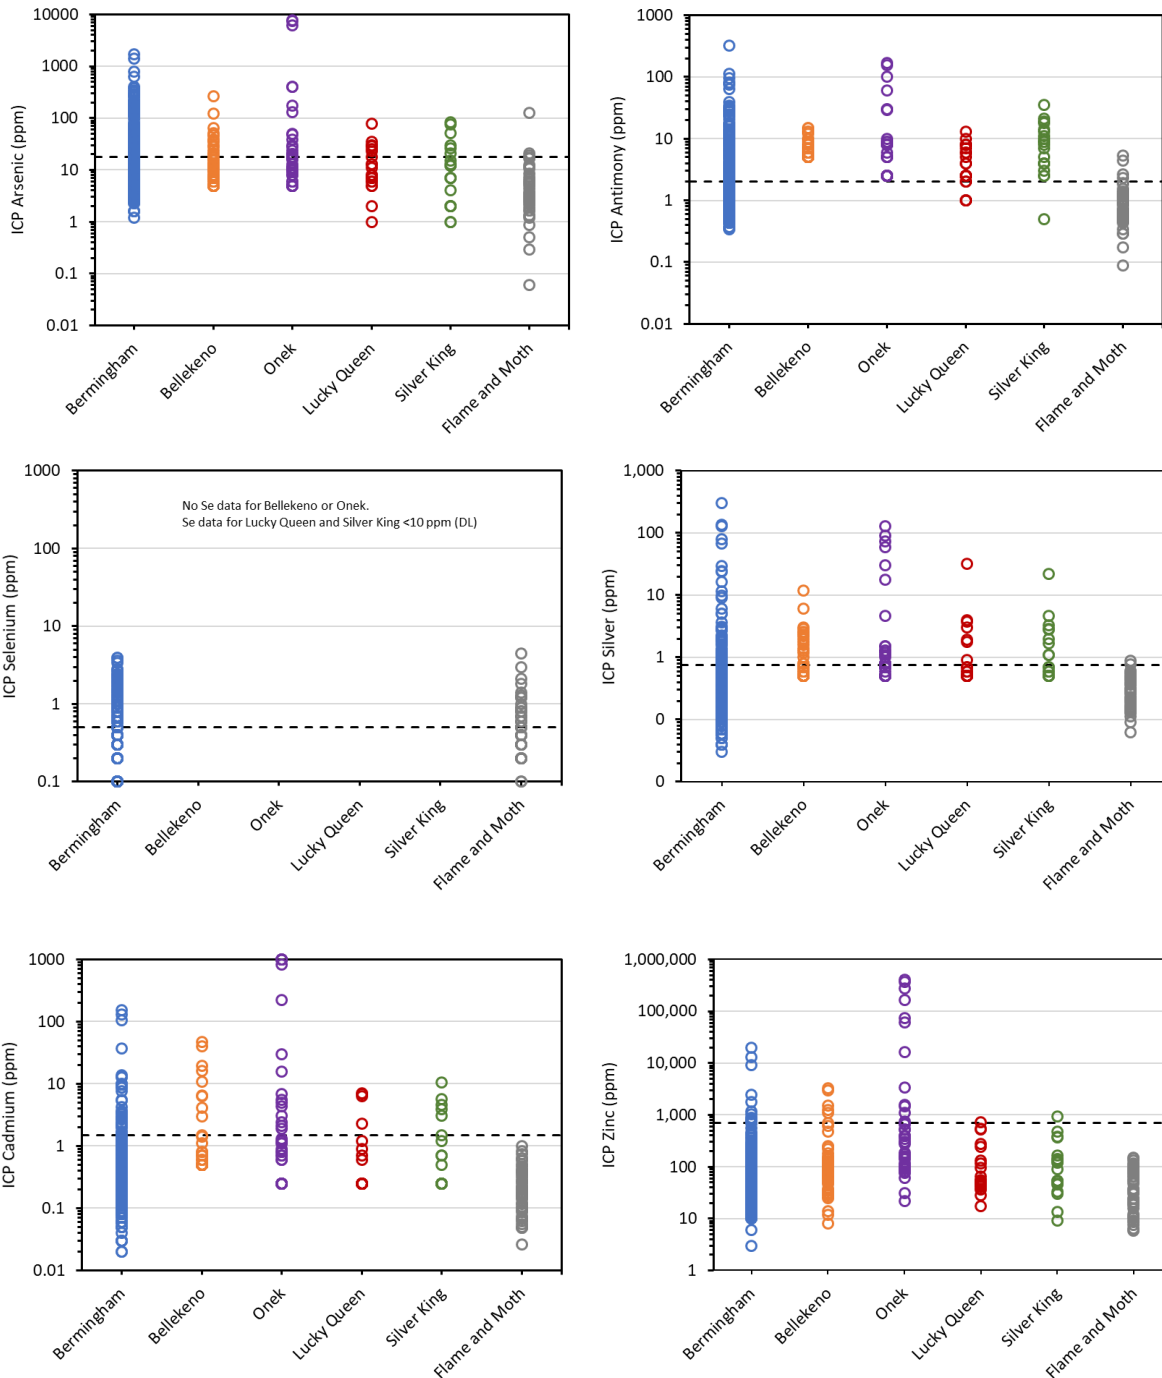 10000
1000
100
10
1
0.1
0.01
ICP Arsenic (ppm)
Bermingham
Bellekeno
Onek
Lucky Queen
Silver King
Flame and Moth
1000
100
10
1
0.1
0.01
ICP Antimony (ppm)
Bermingham
Bellekeno
Onek
Lucky Queen
Silver King
Flame and Moth
1000
100
10
1
0.1
ICP Selenium (ppm)
No Se data for Bellekeno or Onek.
Se data for Lucky Queen and Silver King <10 ppm (DL)
Bermingham
Bellekeno
Onek
Lucky Queen
Silver King
Flame and Moth
1,000
100
10
1
0
0
ICP Silver (ppm)
Bermingham
Bellekeno
Onek
Lucky Queen
Silver King
Flame and Moth
1000
100
10
1
0.1
0.01
ICP Cadmium (ppm)
Bermingham
Bellekeno
Onek
Lucky Queen
Silver King
Flame and Moth
1,000,000
100,000
10,000
1,000
100
10
1
ICP Zinc (ppm)
Bermingham
Bellekeno
Onek
Lucky Queen
Silver King
Flame and Moth